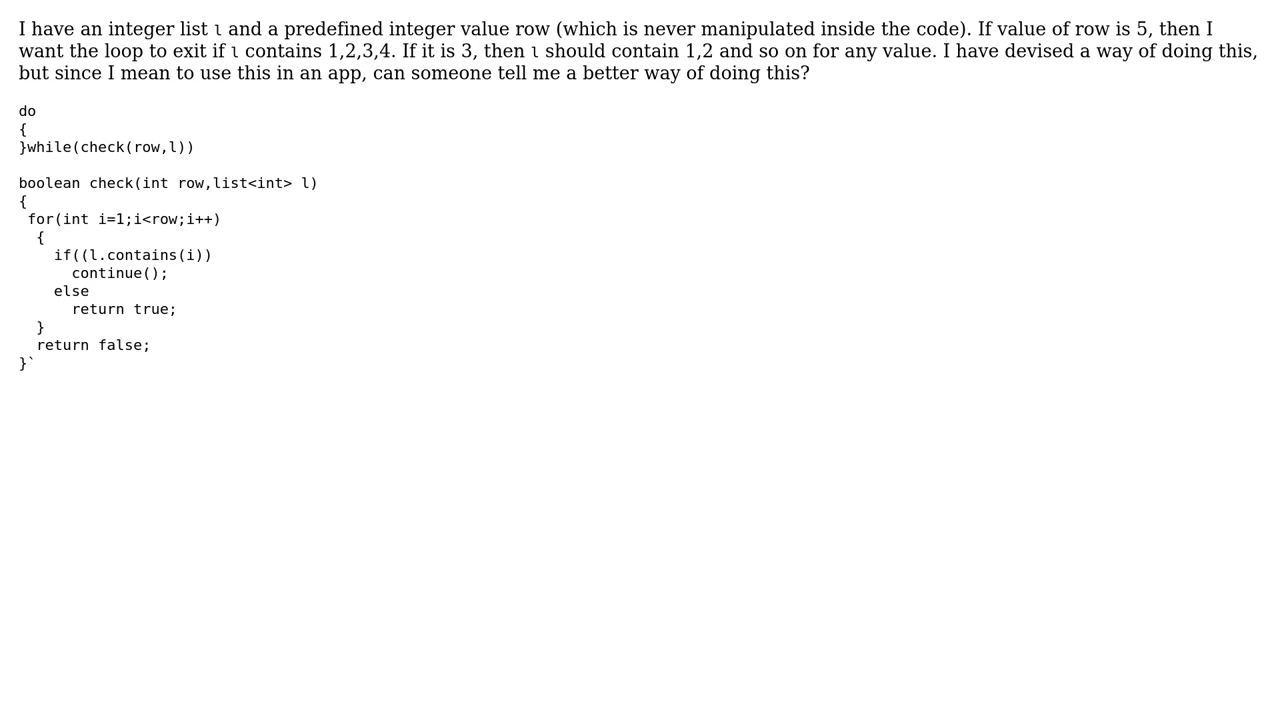 I have an integer list l and a predefined integer value row (which is never manipulated inside the code). If value of row is 5, then I
want the loop to exit if l contains 1,2,3,4. If it is 3, then l should contain 1,2 and so on for any value. I have devised a way of doing this,
but since I mean to use this in an app, can someone tell me a better way of doing this?
do
{
}while(check(row,l))
boolean check(int row,list<int> l)
{
for(int i=1;i<row;i++)
{
if((l.contains(i))
continue();
else
return true;
}
return false;
}`